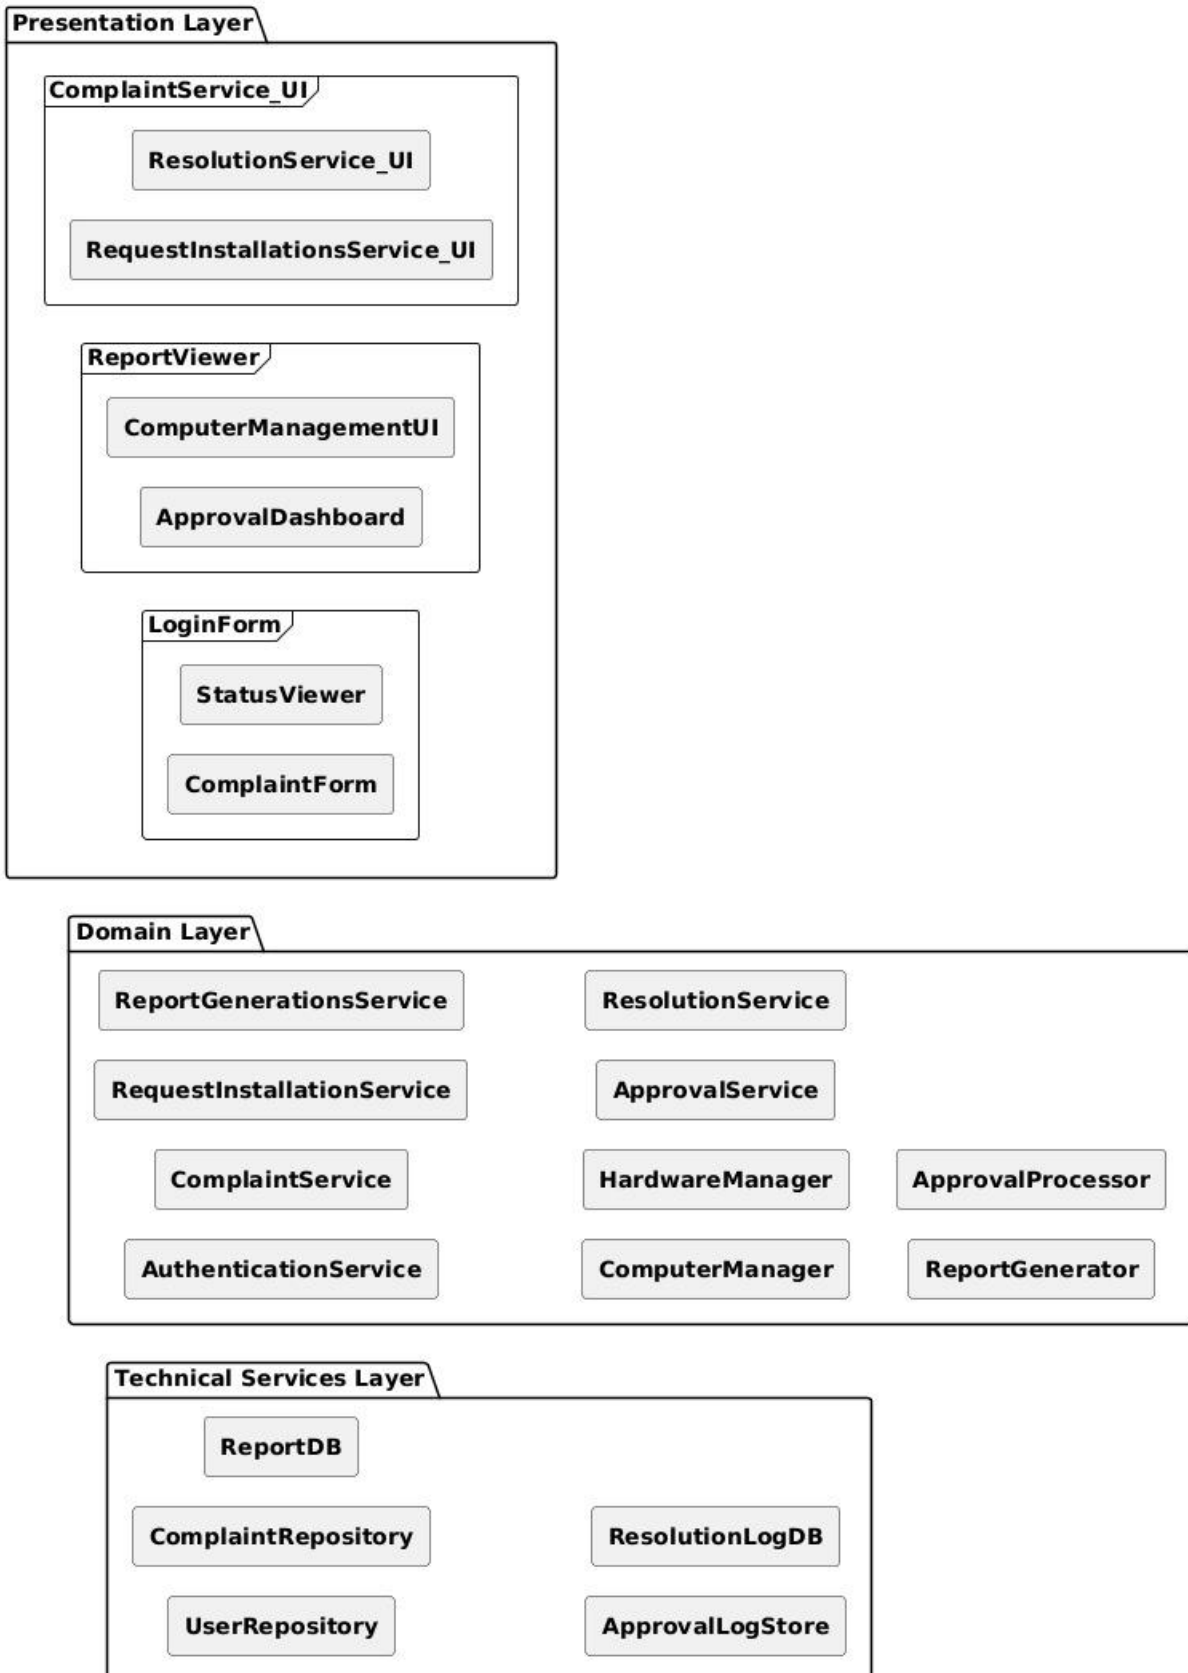 Presentation Layer
ComplaintService_UI
ResolutionService_UI
RequestInstallationsService_UI
ReportViewer
ComputerManagementUI
ApprovalDashboard
LoginForm
StatusViewer
ComplaintForm
Domain Layer
ReportGenerationsService ResolutionService
RequestInstallationService ApprovalService
ComplaintService HardwareManager ApprovalProcessor
AuthenticationService ComputerManager ReportGenerator
Technical Services Layer
ReportDB
ComplaintRepository ResolutionLogDB
UserRepository ApprovalLogStore